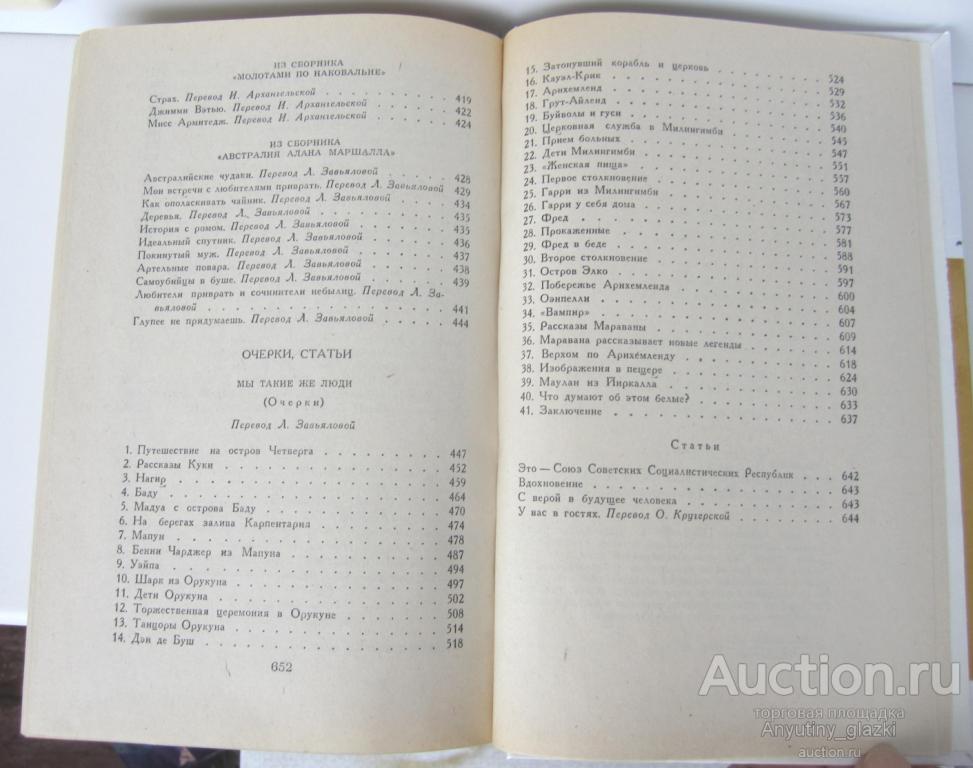 ИЗ СБОРНИКА
«МОЛОТАМИ ПО НАКОВАЛЬНЕ»
Страх. Перевод И. Архангельской . . . . . . . . . 419
Джимми Вэтью. Перевод И. Архангельской . . . . . . 422
Мисс Армитедж. Перевод И. Архангельской . . . . . . 424
ИЗ СБОРНИКА
«АВСТРАЛИЯ АЛАНА МАРШАЛЛА»
Австралийские чудаки. Перевод Л. Завьяловой . . . . . 428
Мои встречи с любителями приврать. Перевод Л. Завьяловой 429
Как ополаскивать чайник. Перевод Л. Завьяловой . . . . 434
Деревья. Перевод Л. Завьяловой . . . . . . . . . 435
История с ромом. Перевод Л. Завьяловой . . . . . . 435
Идеальный спутник. Перевод Л. Завьяловой . . . . . . 436
Покинутый муж. Перевод Л. Завьяловой . . . . . . . 437
Артельные повара. Перевод Л. Завьяловой . . . . . . 438
Самоубийцы в буше. Перевод Л. Завьяловой . . . . . . 439
Любители приврать и сочинители небылиц. Перевод Л. За-
вьяловой . . . . . . . . . . . . . . . . 441
Глупее не придумаешь. Перевод Л. Завьяловой . . . . . 444
ОЧЕРКИ, СТАТЬИ
МЫ ТАКИЕ ЖЕ ЛЮДИ
(Очерки)
Перевод Л. Завьяловой
1. Путешествие на остров Четверга . . . . . . . . 447
2. Рассказы Куки . . . . . . . . . . . . . . 452
3. Нагир . . . . . . . . . . . . . . . . . 459
4. Баду . . . . . . . . . . . . . . . . . 464
5. Мадуа с острова Баду . . . . . . . . . . . 470
6. На берегах залива Карпентария . . . . . . . . 474
7. Мапун . . . . . . . . . . . . . . . . . 478
8. Бенни Чарджер из Мапуна . . . . . . . . . . 487
9. Уэйпа . . . . . . . . . . . . . . . . . 494
10. Шарк из Орукуна . . . . . . . . . . . . . 497
11. Дети Орукуна . . . . . . . . . . . . . . 502
12. Торжественная церемония в Орукуне . . . . . . . 508
13. Танцоры Орукуна . . . . . . . . . . . . . 514
14. Дэн де Буш . . . . . . . . . . . . . . . 518
652
15. Затонувший корабль и церковь . . . . . . . . . 524
16. Кауэл-Крик . . . . . . . . . . . . . . . 529
17. Арнхемленд . . . . . . . . . . . . . . . 532
18. Грут-Айленд . . . . . . . . . . . . . . . 536
19. Буйволы и гуси . . . . . . . . . . . . . . 540
20. Церковная служба в Милингимби . . . . . . . . 545
21. Прием больных . . . . . . . . . . . . . . 547
22. Дети Милингимби . . . . . . . . . . . . . 551
23. «Женская пища» . . . . . . . . . . . . . . 557
24. Первое столкновение . . . . . . . . . . . . 560
25. Гарри из Милингимби . . . . . . . . . . . . 567
26. Гарри у себя дома . . . . . . . . . . . . . 573
27. Фред . . . . . . . . . . . . . . . . . 577
28. Прокаженные . . . . . . . . . . . . . . . 581
29. Фред в беде . . . . . . . . . . . . . . . 588
30. Второе столкновение . . . . . . . . . . . . 591
31. Остров Элко . . . . . . . . . . . . . . . 597
32. Побережье Арнхемленда . . . . . . . . . . . 600
33. Оэнпелли . . . . . . . . . . . . . . . . 604
34. «Вампир» . . . . . . . . . . . . . . . . 607
35. Рассказы Мараваны . . . . . . . . . . . . . 609
36. Маравана рассказывает новые легенды . . . . . . 614
37. Верхом по Арнхемленду . . . . . . . . . . . 618
38. Изображения в пещере . . . . . . . . . . . . 624
39. Маулан из Йиркалла . . . . . . . . . . . . 630
40. Что думают об этом белые? . . . . . . . . . . 633
41. Заключение . . . . . . . . . . . . . . . 637
Статьи
Это — Союз Советских Социалистических Республик . . . 642
Вдохновение . . . . . . . . . . . . . . . . 643
С верой в будущее человека . . . . . . . . . . . 643
У вас в гостях. Перевод О. Кругерской . . . . . . . 644
Auction.ru
торговая площадка
Anyutiny_glazki
auction.ru